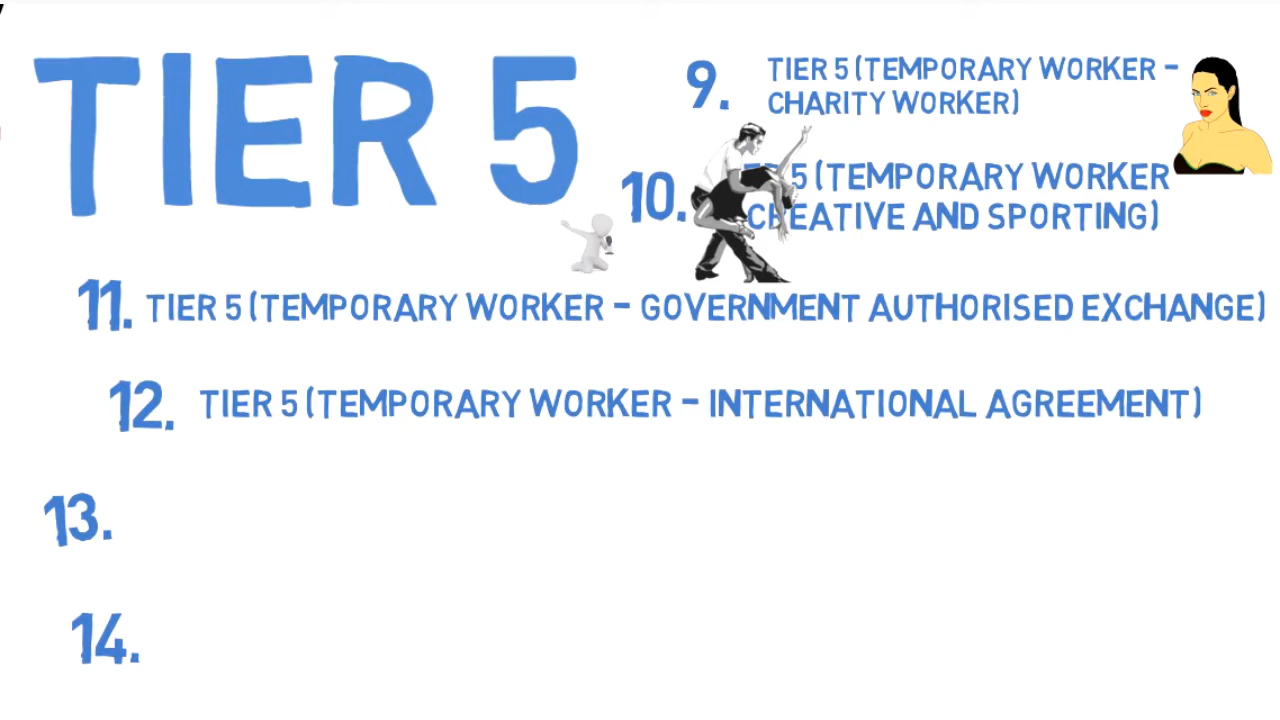 TIER 5
9. TIER 5 (TEMPORARY WORKER -
CHARITY WORKER)
10. 5 (TEMPORARY WORKER
CREATIVE AND SPORTING)
11. TIER 5 (TEMPORARY WORKER - GOVERNMENT AUTHORISED EXCHANGE)
12. TIER 5 (TEMPORARY WORKER - INTERNATIONAL AGREEMENT)
13.
14.